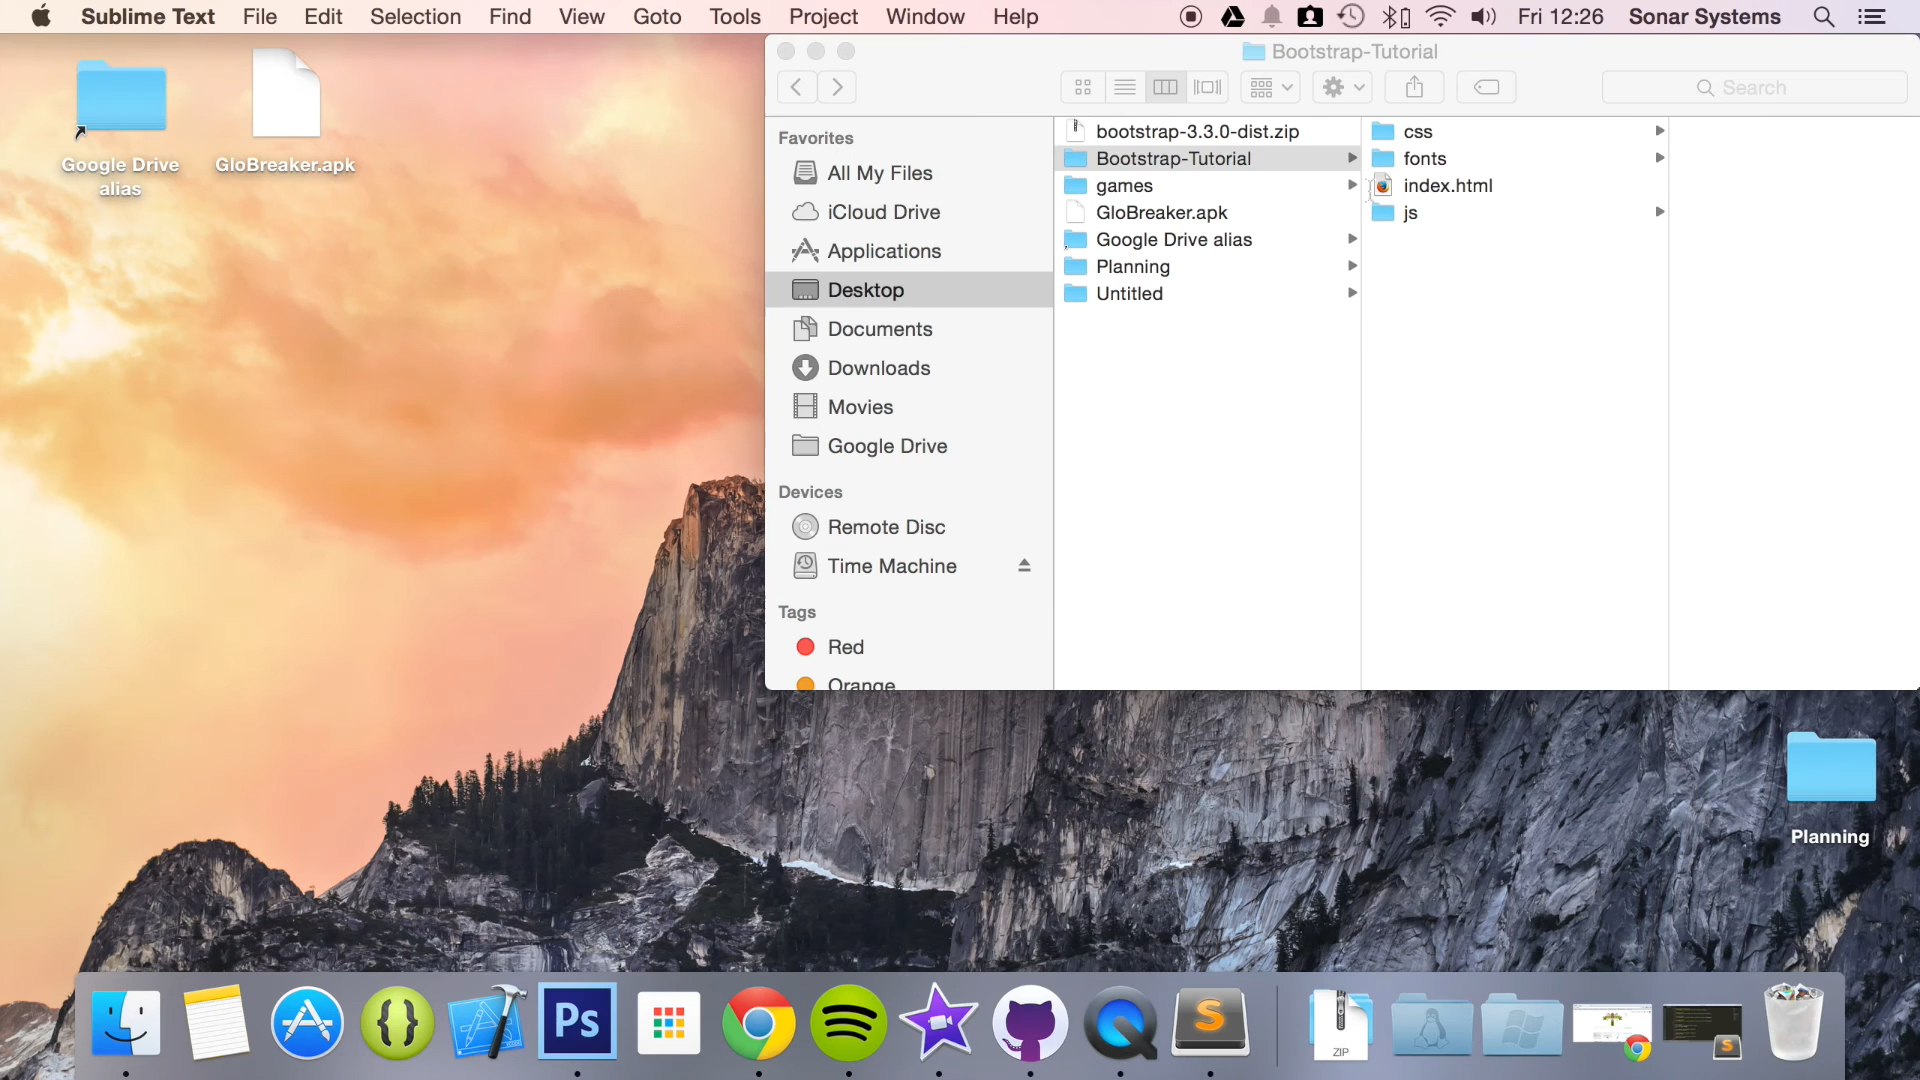 Sublime Text File Edit Selection Find View Goto Tools Project Window Help Fri 12:26 Sonar Systems
Google Drive alias
GloBreaker.apk
Bootstrap-Tutorial
Search
Favorites
All My Files
iCloud Drive
Applications
Desktop
Documents
Downloads
Movies
Google Drive
Devices
Remote Disc
Time Machine
Tags
Red
Orange
bootstrap-3.3.0-dist.zip
Bootstrap-Tutorial
games
GloBreaker.apk
Google Drive alias
Planning
Untitled
css
fonts
index.html
js
Planning
Ps
S
ZIP
S